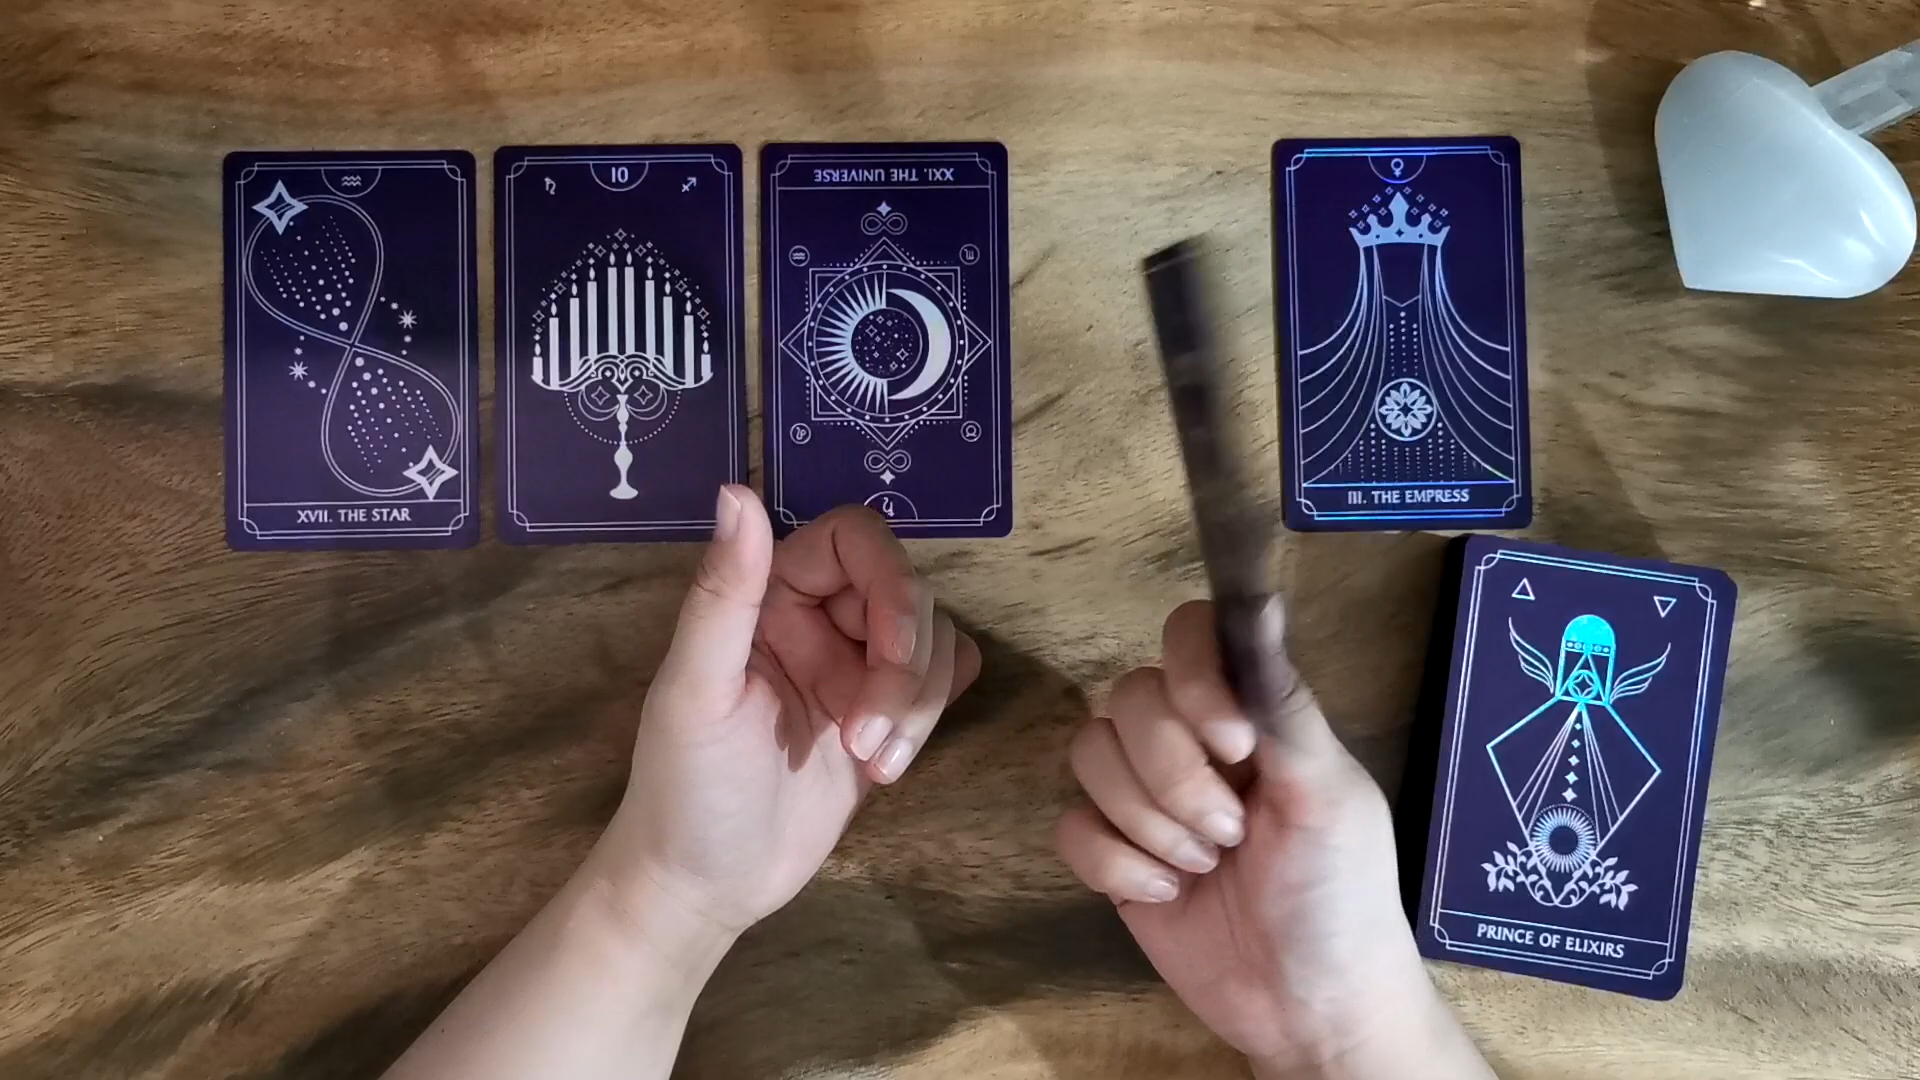 XVII. THE STAR
10
XXI. THE UNIVERSE
III. THE EMPRESS
PRINCE OF ELIXIRS